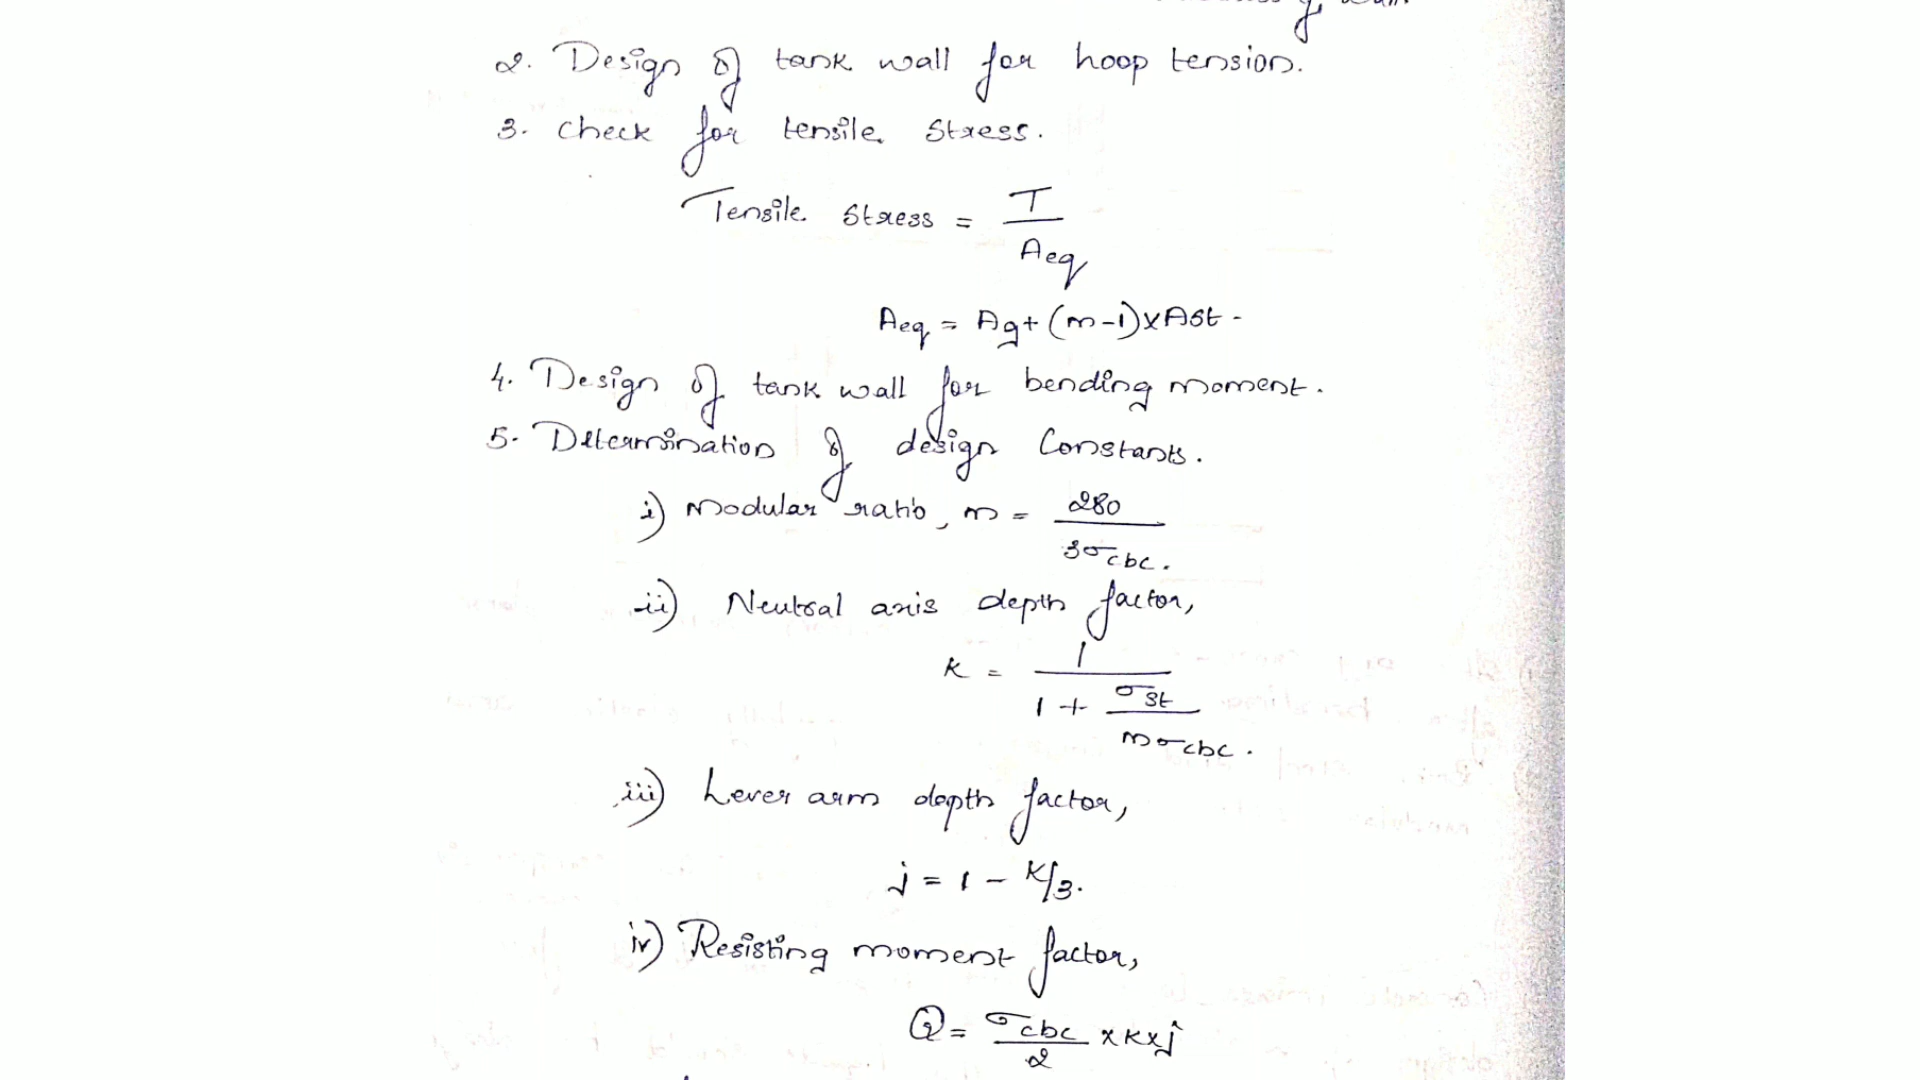 2. Design of tank wall for hoop tension.
3. check for tensile stress.
Tensile stress = T / Aeq
Aeq = Ag + (m-1) x Ast -
4. Design of tank wall for bending moment.
5. Determination of design Constants.
i) Modular ratio, m = 280 / 3σcbc.
ii) Neutral axis depth factor,
K = 1 / (1 + σst / mσcbc).
iii) Lever arm depth factor,
j = 1 - K/3.
iv) Resisting moment factor,
Q = σcbc / 2 x K x j